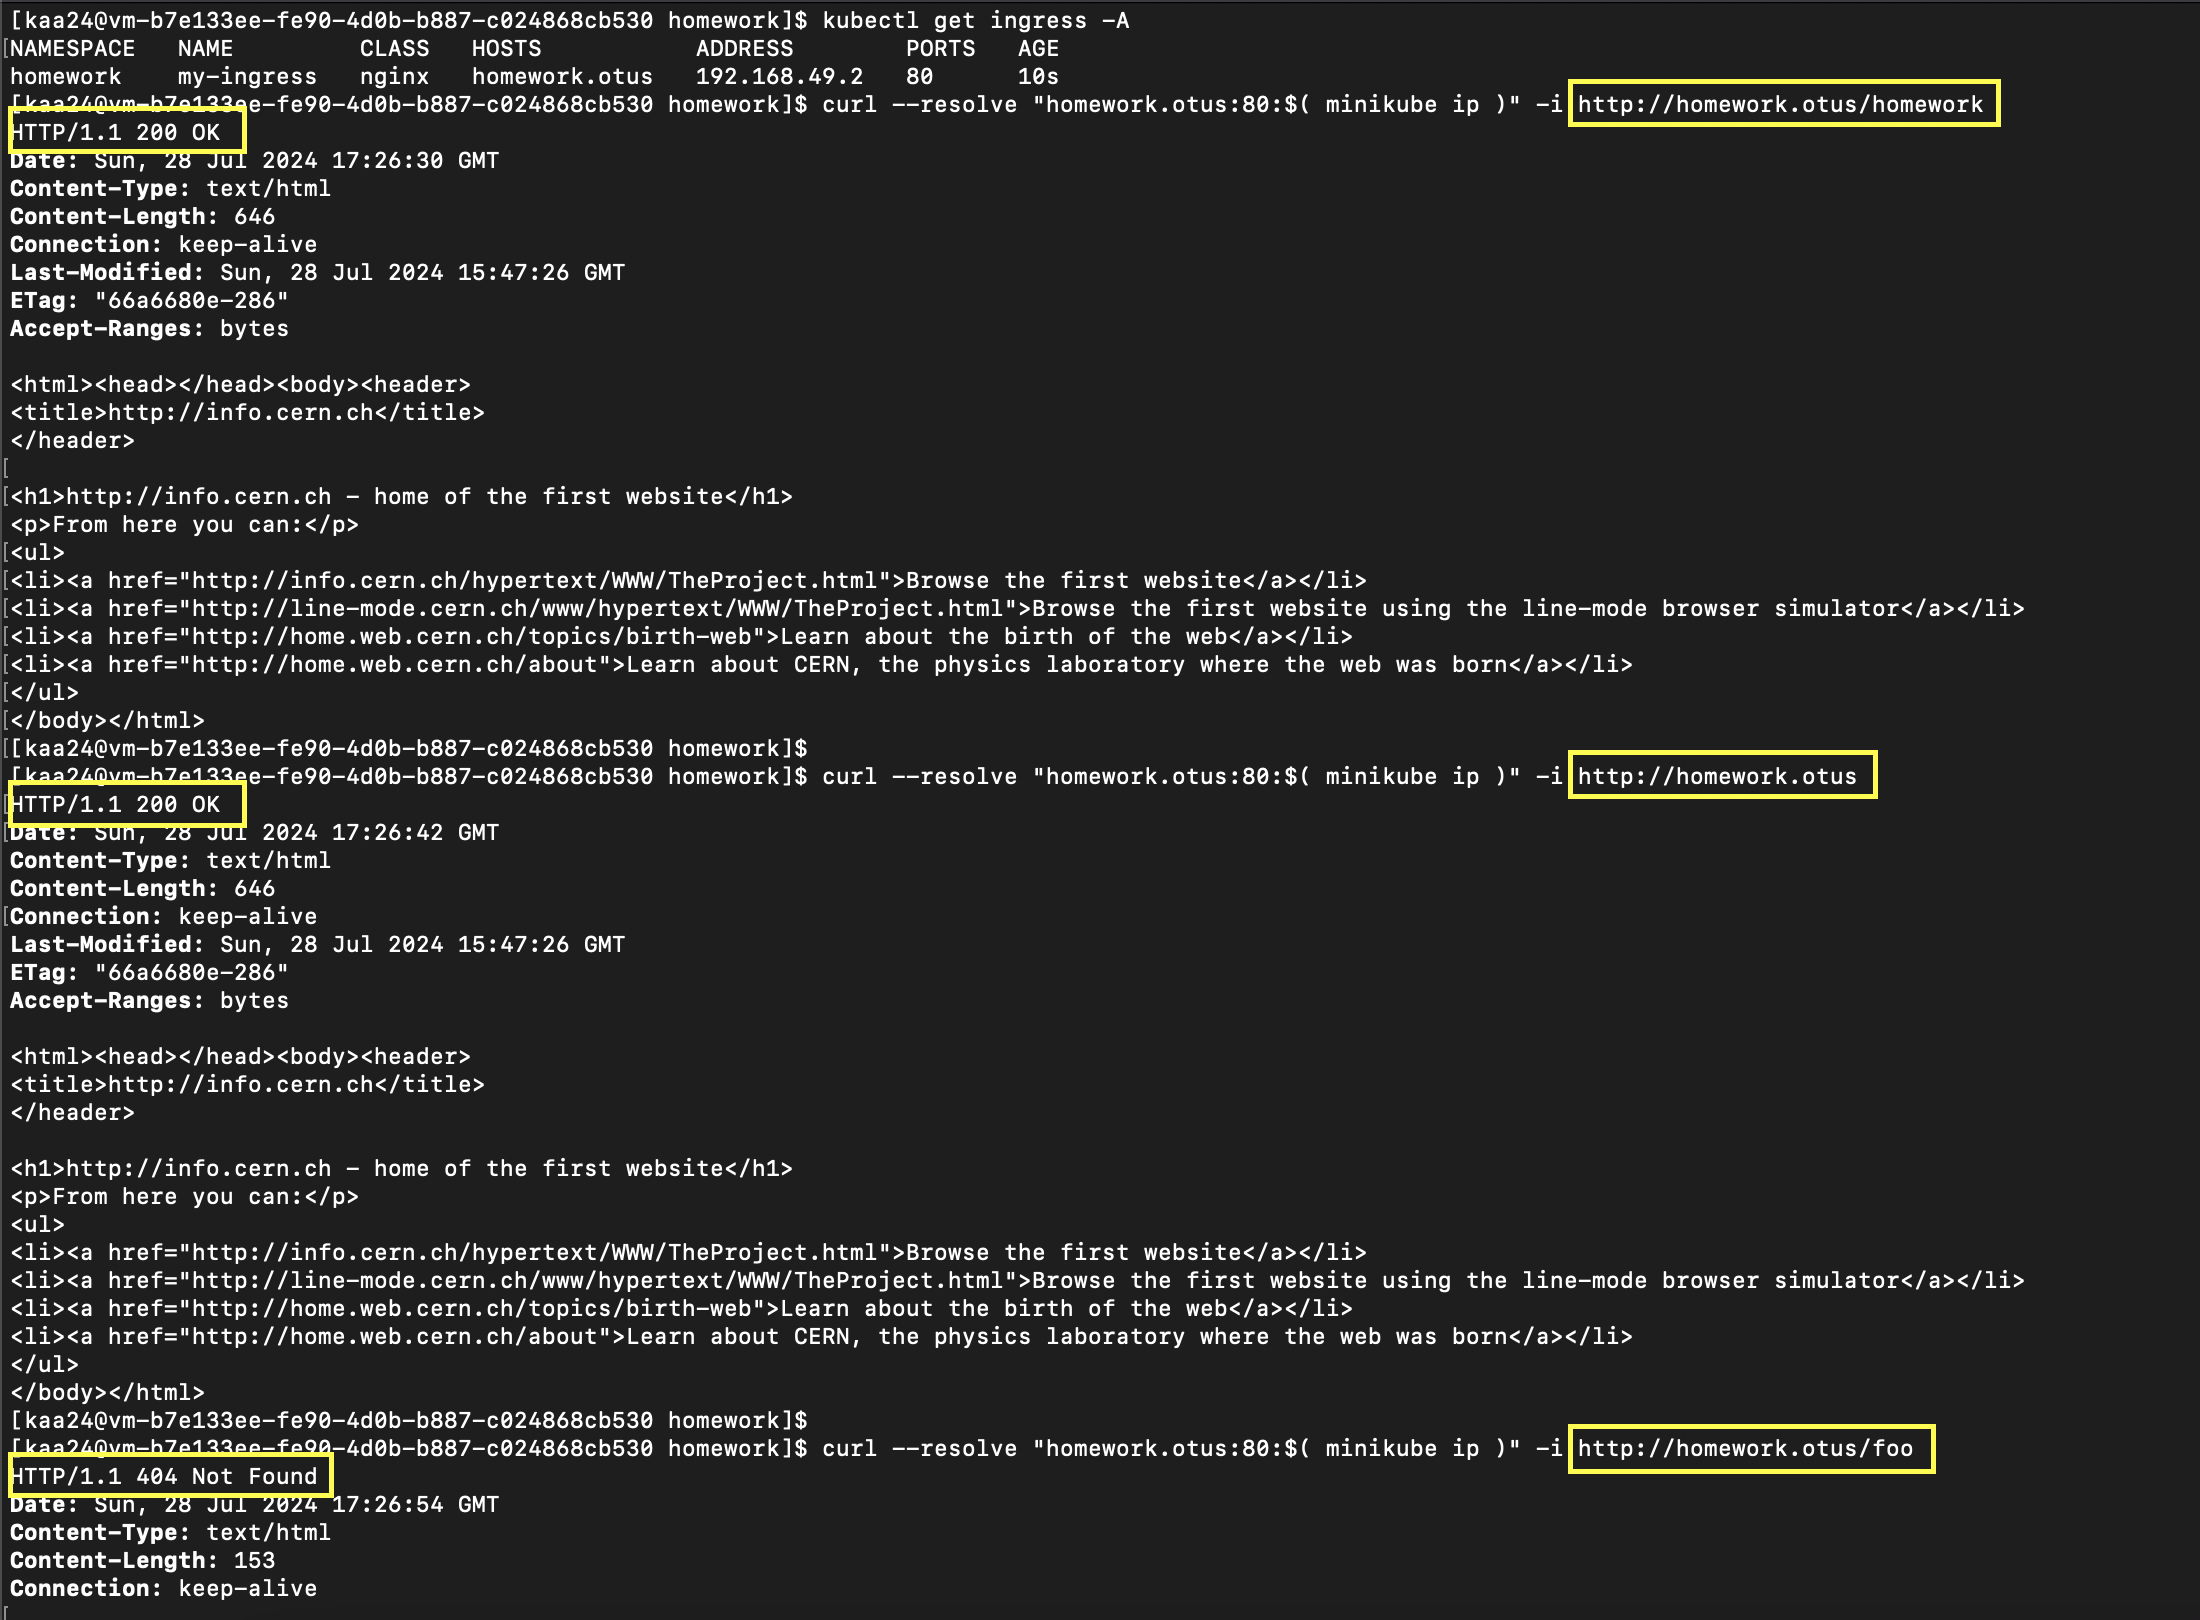 [kaa24@vm-b7e133ee-fe90-4d0b-b887-c024868cb530 homework]$ kubectl get ingress -A
NAMESPACE   NAME         CLASS   HOSTS           ADDRESS        PORTS   AGE
homework    my-ingress   nginx   homework.otus   192.168.49.2   80      10s
[kaa24@vm-b7e133ee-fe90-4d0b-b887-c024868cb530 homework]$ curl --resolve "homework.otus:80:$( minikube ip )" -i http://homework.otus/homework
HTTP/1.1 200 OK
Date: Sun, 28 Jul 2024 17:26:30 GMT
Content-Type: text/html
Content-Length: 646
Connection: keep-alive
Last-Modified: Sun, 28 Jul 2024 15:47:26 GMT
ETag: "66a6680e-286"
Accept-Ranges: bytes
<html><head></head><body><header>
<title>http://info.cern.ch</title>
</header>
<h1>http://info.cern.ch - home of the first website</h1>
<p>From here you can:</p>
<ul>
<li><a href="http://info.cern.ch/hypertext/WWW/TheProject.html">Browse the first website</a></li>
<li><a href="http://line-mode.cern.ch/www/hypertext/WWW/TheProject.html">Browse the first website using the line-mode browser simulator</a></li>
<li><a href="http://home.web.cern.ch/topics/birth-web">Learn about the birth of the web</a></li>
<li><a href="http://home.web.cern.ch/about">Learn about CERN, the physics laboratory where the web was born</a></li>
</ul>
</body></html>
[kaa24@vm-b7e133ee-fe90-4d0b-b887-c024868cb530 homework]$
[kaa24@vm-b7e133ee-fe90-4d0b-b887-c024868cb530 homework]$ curl --resolve "homework.otus:80:$( minikube ip )" -i http://homework.otus
HTTP/1.1 200 OK
Date: Sun, 28 Jul 2024 17:26:42 GMT
Content-Type: text/html
Content-Length: 646
Connection: keep-alive
Last-Modified: Sun, 28 Jul 2024 15:47:26 GMT
ETag: "66a6680e-286"
Accept-Ranges: bytes
<html><head></head><body><header>
<title>http://info.cern.ch</title>
</header>
<h1>http://info.cern.ch - home of the first website</h1>
<p>From here you can:</p>
<ul>
<li><a href="http://info.cern.ch/hypertext/WWW/TheProject.html">Browse the first website</a></li>
<li><a href="http://line-mode.cern.ch/www/hypertext/WWW/TheProject.html">Browse the first website using the line-mode browser simulator</a></li>
<li><a href="http://home.web.cern.ch/topics/birth-web">Learn about the birth of the web</a></li>
<li><a href="http://home.web.cern.ch/about">Learn about CERN, the physics laboratory where the web was born</a></li>
</ul>
</body></html>
[kaa24@vm-b7e133ee-fe90-4d0b-b887-c024868cb530 homework]$
[kaa24@vm-b7e133ee-fe90-4d0b-b887-c024868cb530 homework]$ curl --resolve "homework.otus:80:$( minikube ip )" -i http://homework.otus/foo
HTTP/1.1 404 Not Found
Date: Sun, 28 Jul 2024 17:26:54 GMT
Content-Type: text/html
Content-Length: 153
Connection: keep-alive